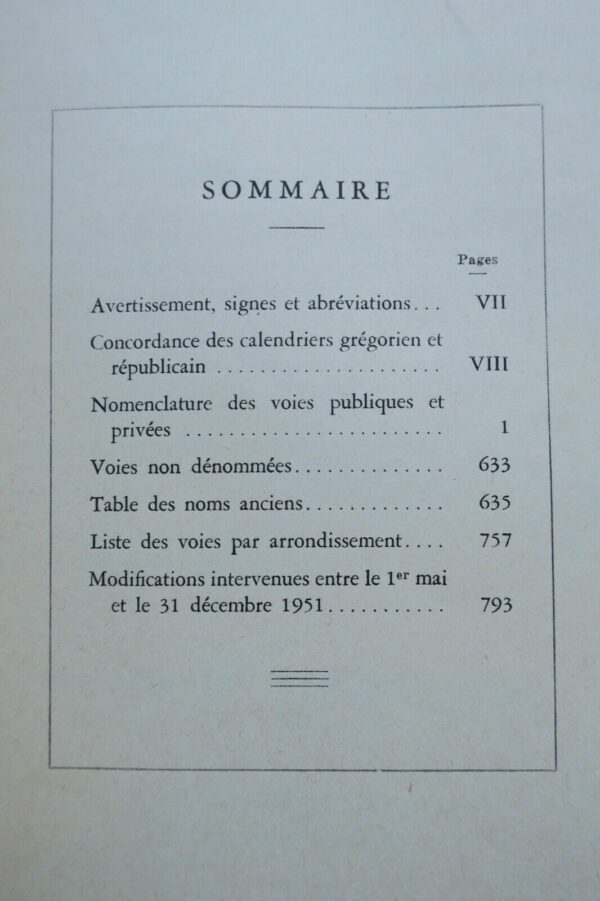 SOMMAIRE
Pages
Avertissement, signes et abréviations... VII
Concordance des calendriers grégorien et
républicain ..................... VIII
Nomenclature des voies publiques et
privées ........................ 1
Voies non dénommées.............. 633
Table des noms anciens............. 635
Liste des voies par arrondissement.... 757
Modifications intervenues entre le 1er mai
et le 31 décembre 1951........... 793